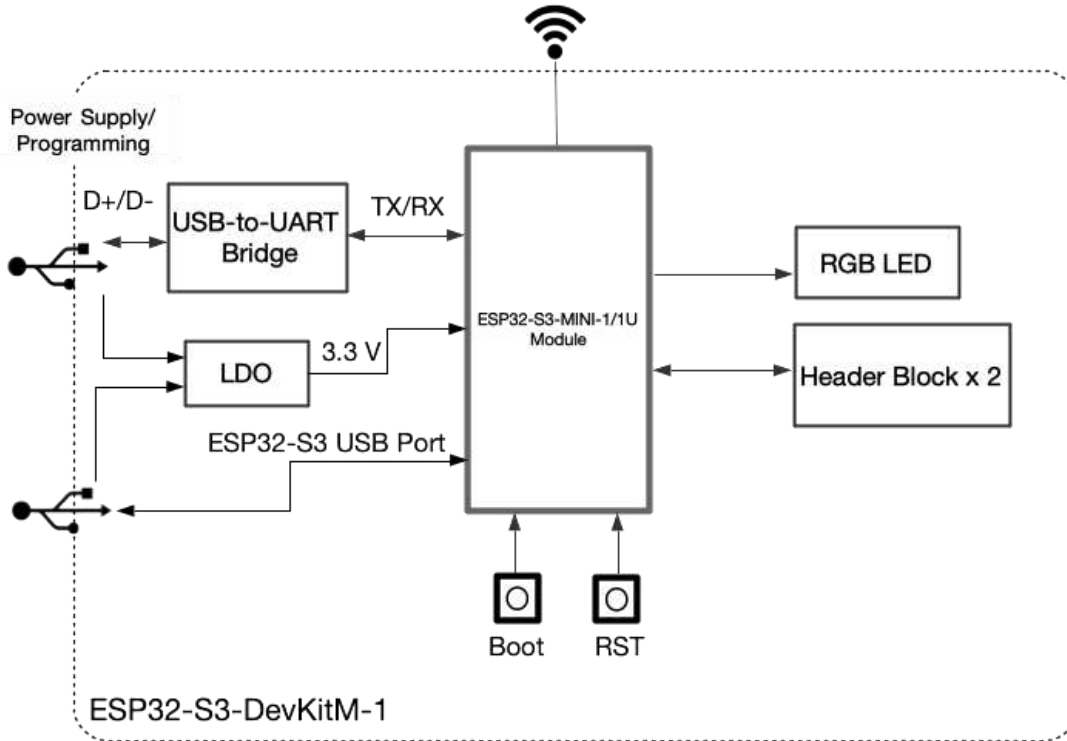 Power Supply/
Programming
D+/D-
USB-to-UART
Bridge
TX/RX
RGB LED
ESP32-S3-MINI-1/1U
Module
3.3 V
LDO
Header Block x 2
ESP32-S3 USB Port
Boot
RST
ESP32-S3-DevKitM-1